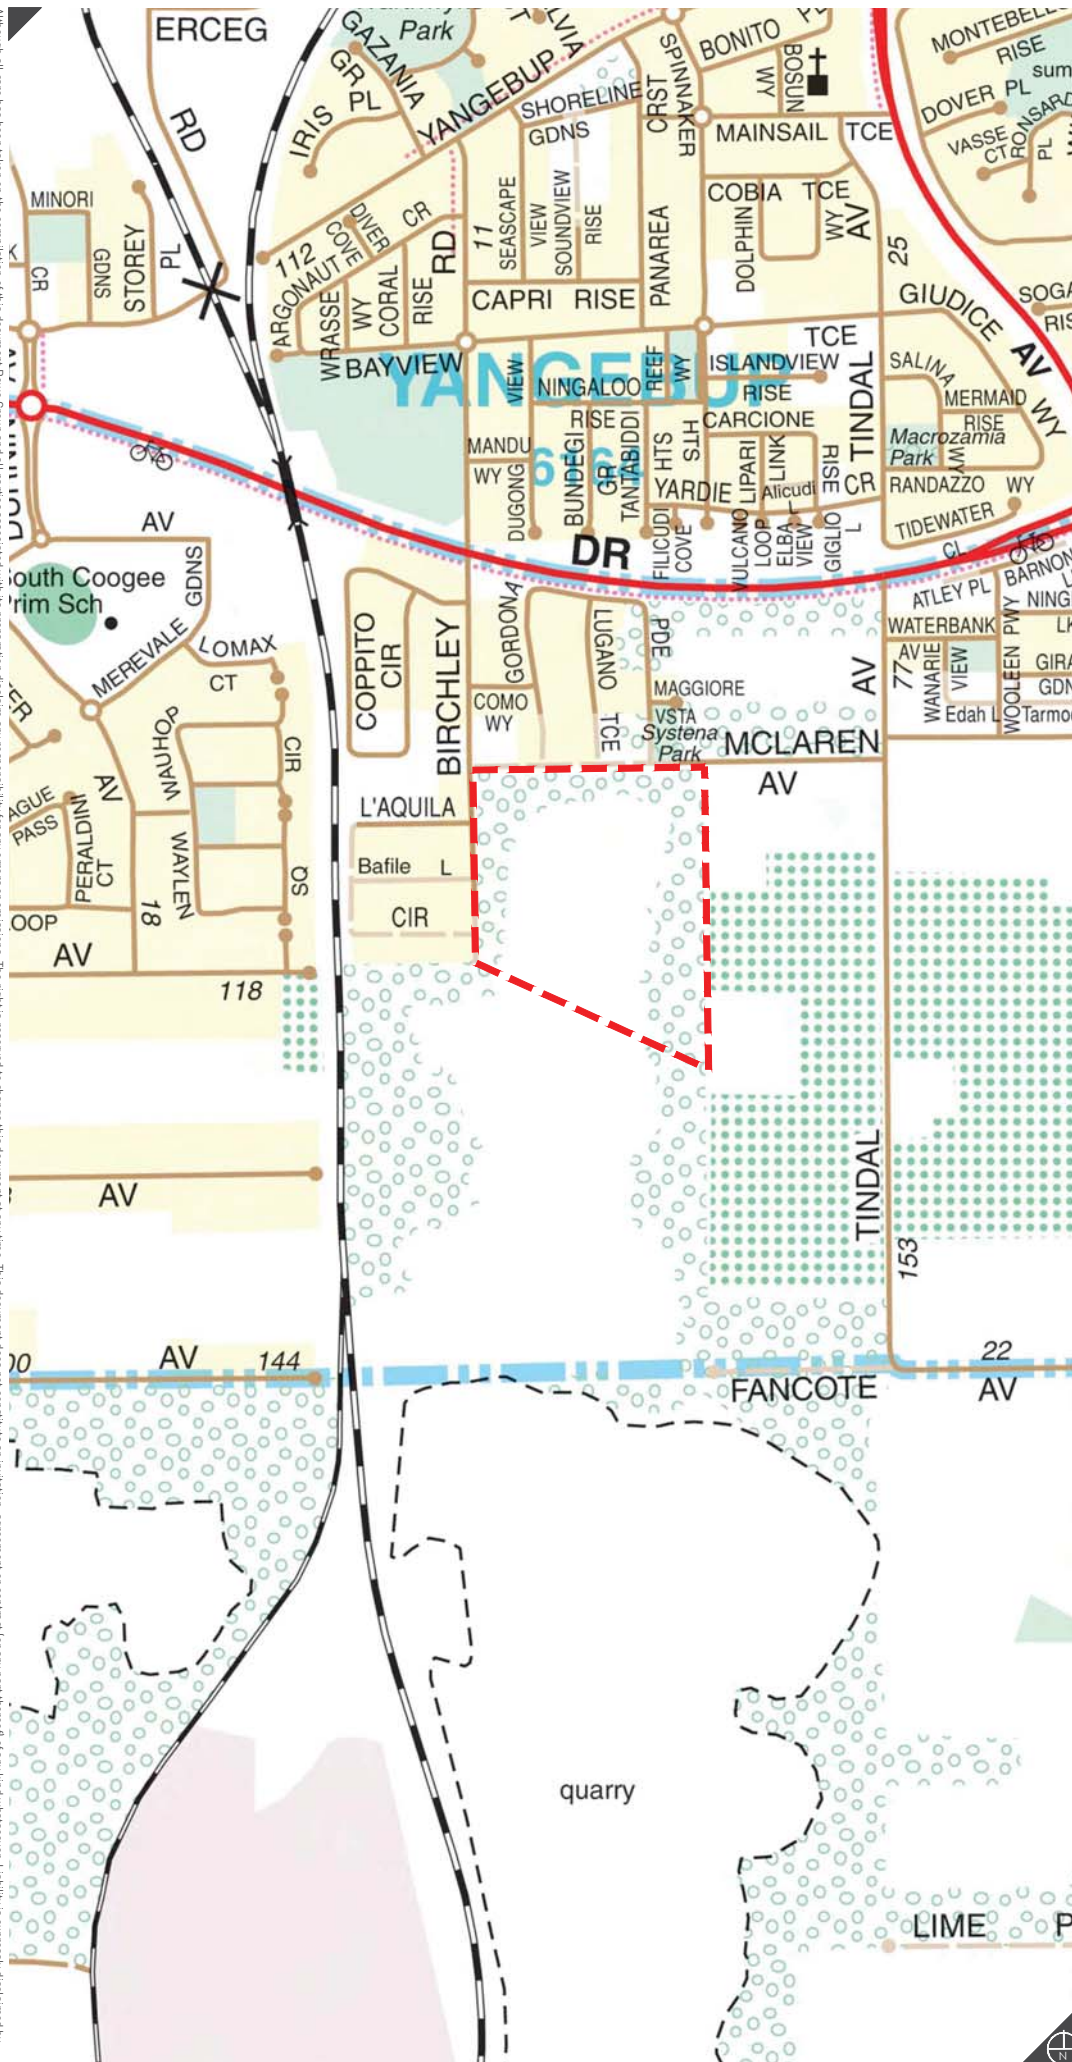 ERCEG
RD
Park
GAZANIA
GR
PL
IRIS
YANGEBUP
SHORELINE
GDNS
CRST
SPINNAKER
BONITO PL
BOSUN
WY
MAINSAIL
TCE
MONTEBELLO
RISE
DOVER PL
VASSE
CT
RONSARD
PL
MINORI
CR
GDNS
STOREY
PL
112
DIVER
COVE
CR
ARGONAUT
WRASSE
WY
CORAL
RISE
RD
11
SEASCAPE
VIEW
SOUNDVIEW
RISE
PANAREA
COBIA TCE
DOLPHIN
WY
AV
25
CAPRI RISE
GIUDICE
AV
TCE
BAYVIEW
YANGEBUP
6164
VIEW
NINGALOO
RISE
REEF
WY
ISLANDVIEW
RISE
CARCIONE
TINDAL
SALINA
MERMAID
RISE
WY
WY
Macrozamia
Park
MANDU
WY
DUGONG
BUNDEGI
GR
TANTABIDDI
HTS
HTS
YARDIE
LIPARI
LINK
Alicudi
L
RISE
CR
RANDAZZO WY
TIDEWATER
CL
DR
FILICUDI
COVE
VULCANO
LOOP
ELBA
VIEW
GIGLIO
L
AV
South Coogee
Prim Sch
GDNS
MEREVALE
LOMAX
CT
COPPITO
CIR
BIRCHLEY
GORDONA
LUGANO
TCE
PDE
COMO
WY
MAGGIORE
VSTA
Systena
Park
MCLAREN
AV
AV
77
ATLEY PL
WATERBANK
AV
WANARIE
VIEW
WOOLEEN PWY
Edah L
GDN
LK
WAUHOP
CIR
AV
PASS
PERALDINI
CT
WAYLEN
SQ
18
AV
118
L'AQUILA
Bafile L
CIR
AV
TINDAL
153
AV 144
22
FANCOTE
AV
quarry
LIME
N